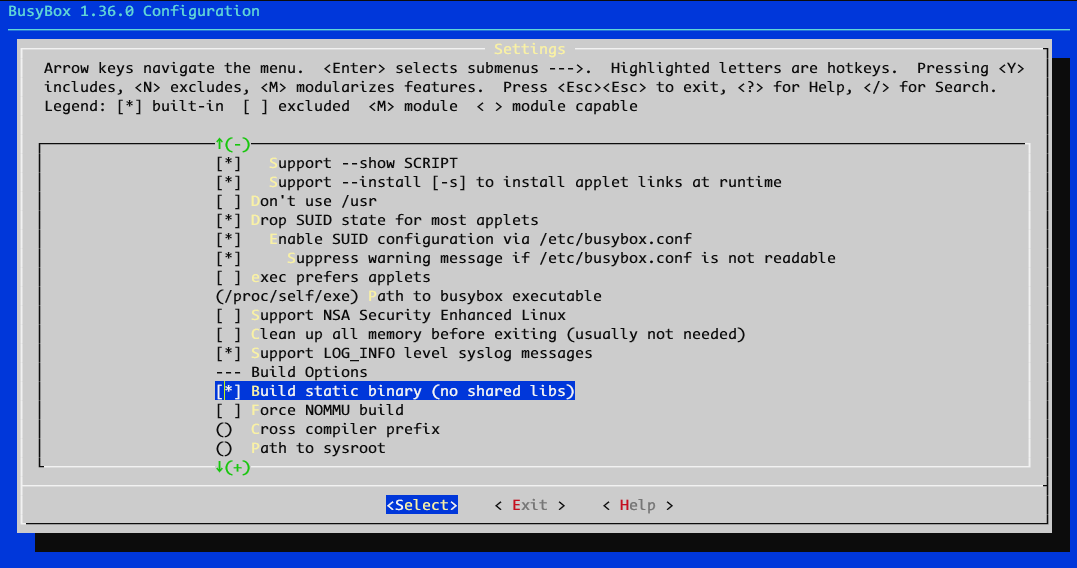 BusyBox 1.36.0 Configuration
Settings
Arrow keys navigate the menu.  <Enter> selects submenus --->.  Highlighted letters are hotkeys.  Pressing <Y>
includes, <N> excludes, <M> modularizes features.  Press <Esc><Esc> to exit, <?> for Help, </> for Search.
Legend: [*] built-in  [ ] excluded  <M> module  < > module capable
↑(-)
[*]   Support --show SCRIPT
[*]   Support --install [-s] to install applet links at runtime
[ ] Don't use /usr
[*] Drop SUID state for most applets
[*]   Enable SUID configuration via /etc/busybox.conf
[*]     Suppress warning message if /etc/busybox.conf is not readable
[ ] exec prefers applets
(/proc/self/exe) Path to busybox executable
[ ] Support NSA Security Enhanced Linux
[ ] Clean up all memory before exiting (usually not needed)
[*] Support LOG_INFO level syslog messages
--- Build Options
[*] Build static binary (no shared libs)
[ ] Force NOMMU build
()  Cross compiler prefix
()  Path to sysroot
↓(+)
<Select>    < Exit >    < Help >